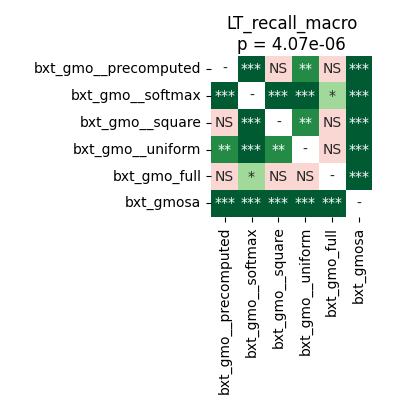 LT_recall_macro
p = 4.07e-06
bxt_gmo__precomputed - *** NS ** NS ***
bxt_gmo__softmax *** - *** *** * ***
bxt_gmo__square NS *** - ** NS ***
bxt_gmo__uniform ** *** ** - NS ***
bxt_gmo_full NS * NS NS - ***
bxt_gmosa *** *** *** *** *** -
bxt_gmo__precomputed
bxt_gmo__softmax
bxt_gmo__square
bxt_gmo__uniform
bxt_gmo_full
bxt_gmosa